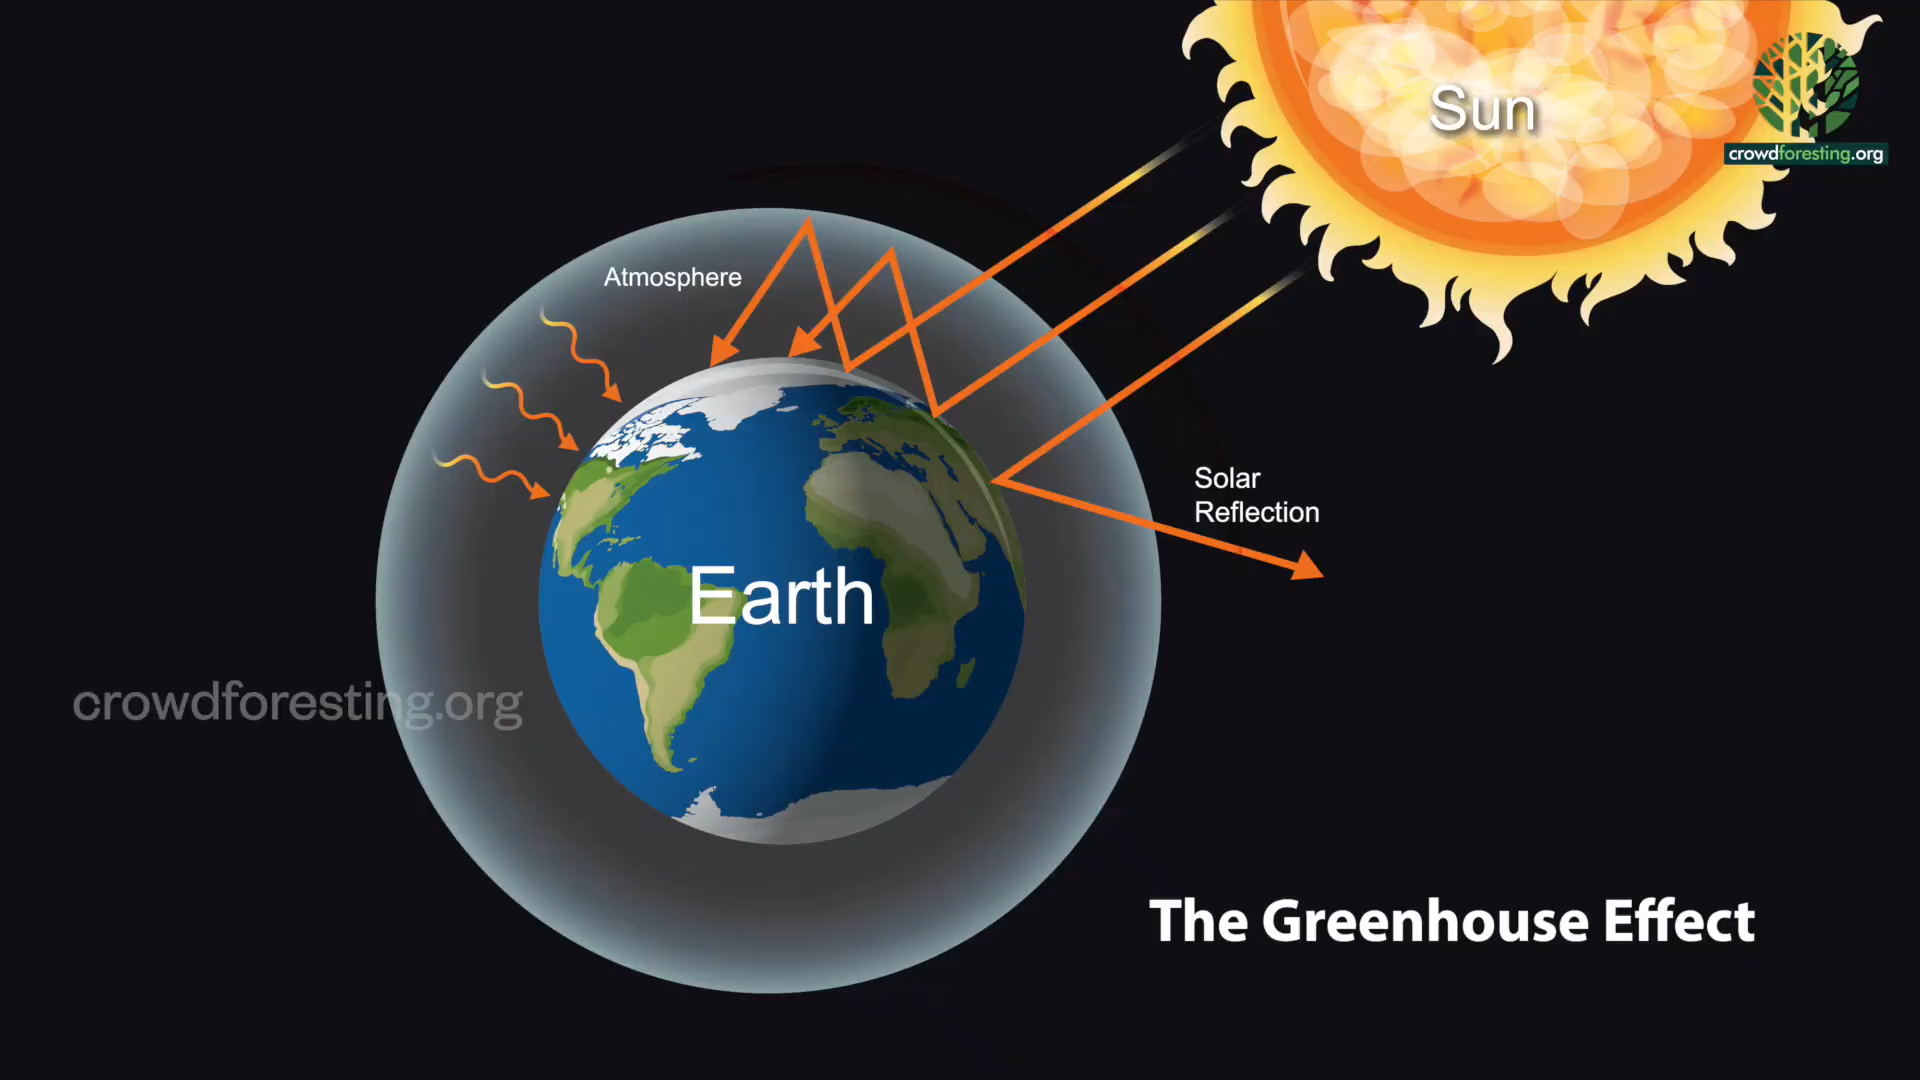 Sun
crowdforesting.org
Atmosphere
Solar
Reflection
Earth
crowdforesting.org
The Greenhouse Effect